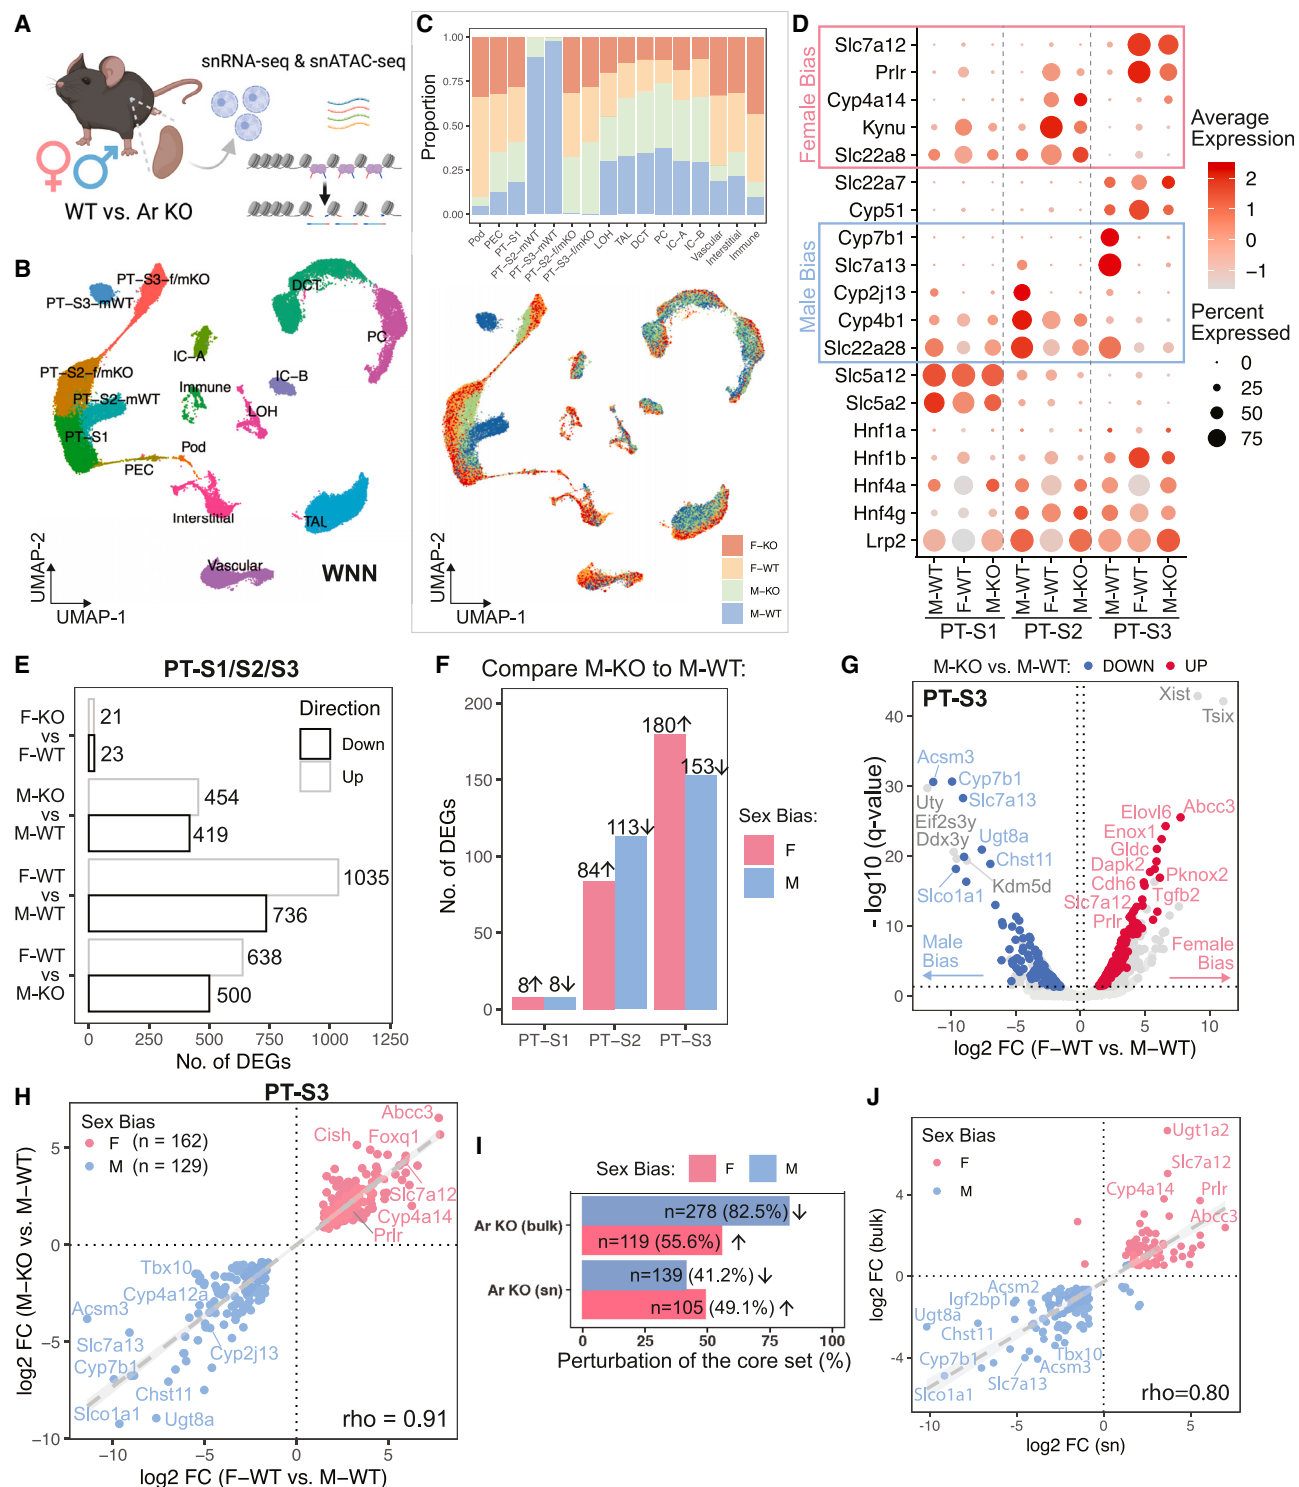 A
snRNA-seq & snATAC-seq
WT vs. Ar KO
B
PT-S3-f/mKO
PT-S3-mWT
DCT
PC
IC-A
PT-S2-f/mKO
Immune
IC-B
PT-S2-mWT
LOH
PT-S1
Pod
PEC
Interstitial
TAL
Vascular
WNN
UMAP-2
UMAP-1
C
Proportion
1.00
0.75
0.50
0.25
0.00
Pod
PEC
PT-S1
PT-S2-mWT
PT-S3-mWT
PT-S2-f/mKO
PT-S3-f/mKO
LOH
TAL
DCT
PC
IC-A
IC-B
Vascular
Interstitial
Immune
F-KO
F-WT
M-KO
M-WT
UMAP-2
UMAP-1
D
Female Bias
Male Bias
Slc7a12
Prlr
Cyp4a14
Kynu
Slc22a8
Slc22a7
Cyp51
Cyp7b1
Slc7a13
Cyp2j13
Cyp4b1
Slc22a28
Slc5a12
Slc5a2
Hnf1a
Hnf1b
Hnf4a
Hnf4g
Lrp2
M-WT
F-WT
M-KO
M-WT
F-WT
M-KO
M-WT
F-WT
M-KO
PT-S1
PT-S2
PT-S3
Average
Expression
2
1
0
-1
Percent
Expressed
0
25
50
75
E
PT-S1/S2/S3
F-KO
vs
F-WT
21
23
M-KO
vs
M-WT
454
419
F-WT
vs
M-WT
1035
736
F-WT
vs
M-KO
638
500
Direction
Down
Up
0
250
500
750
1000
1250
No. of DEGs
F
Compare M-KO to M-WT:
No. of DEGs
200
150
100
50
0
8↑
8↓
84↑
113↓
180↑
153↓
PT-S1
PT-S2
PT-S3
Sex Bias:
F
M
G
M-KO vs. M-WT: DOWN UP
PT-S3
Xist
Tsix
Acsm3
Cyp7b1
Slc7a13
Uty
Eif2s3y
Ddx3y
Ugt8a
Chst11
Slco1a1
Kdm5d
Elovl6
Abcc3
Enox1
Gldc
Dapk2
Pknox2
Cdh6
Tgfb2
Slc7a12
Prlr
Male
Bias
Female
Bias
- log10 (q-value)
40
30
20
10
0
-10
-5
0
5
10
log2 FC (F-WT vs. M-WT)
H
PT-S3
Sex Bias
F (n = 162)
M (n = 129)
Abcc3
Cish
Foxq1
Slc7a12
Cyp4a14
Prlr
Tbx10
Cyp4a12a
Acsm3
Slc7a13
Cyp2j13
Cyp7b1
Chst11
Slco1a1
Ugt8a
rho = 0.91
log2 FC (M-KO vs. M-WT)
5
0
-5
-10
-10
-5
0
5
log2 FC (F-WT vs. M-WT)
I
Sex Bias: F M
Ar KO (bulk)
n=278 (82.5%) ↓
n=119 (55.6%) ↑
Ar KO (sn)
n=139 (41.2%) ↓
n=105 (49.1%) ↑
0
25
50
75
100
Perturbation of the core set (%)
J
Sex Bias
F
M
Ugt1a2
Slc7a12
Cyp4a14
Prlr
Abcc3
Acsm2
Igf2bp1
Ugt8a
Chst11
Cyp7b1
Tbx10
Acsm3
Slc7a13
Slco1a1
rho=0.80
log2 FC (bulk)
4
0
-4
-10
-5
0
5
log2 FC (sn)